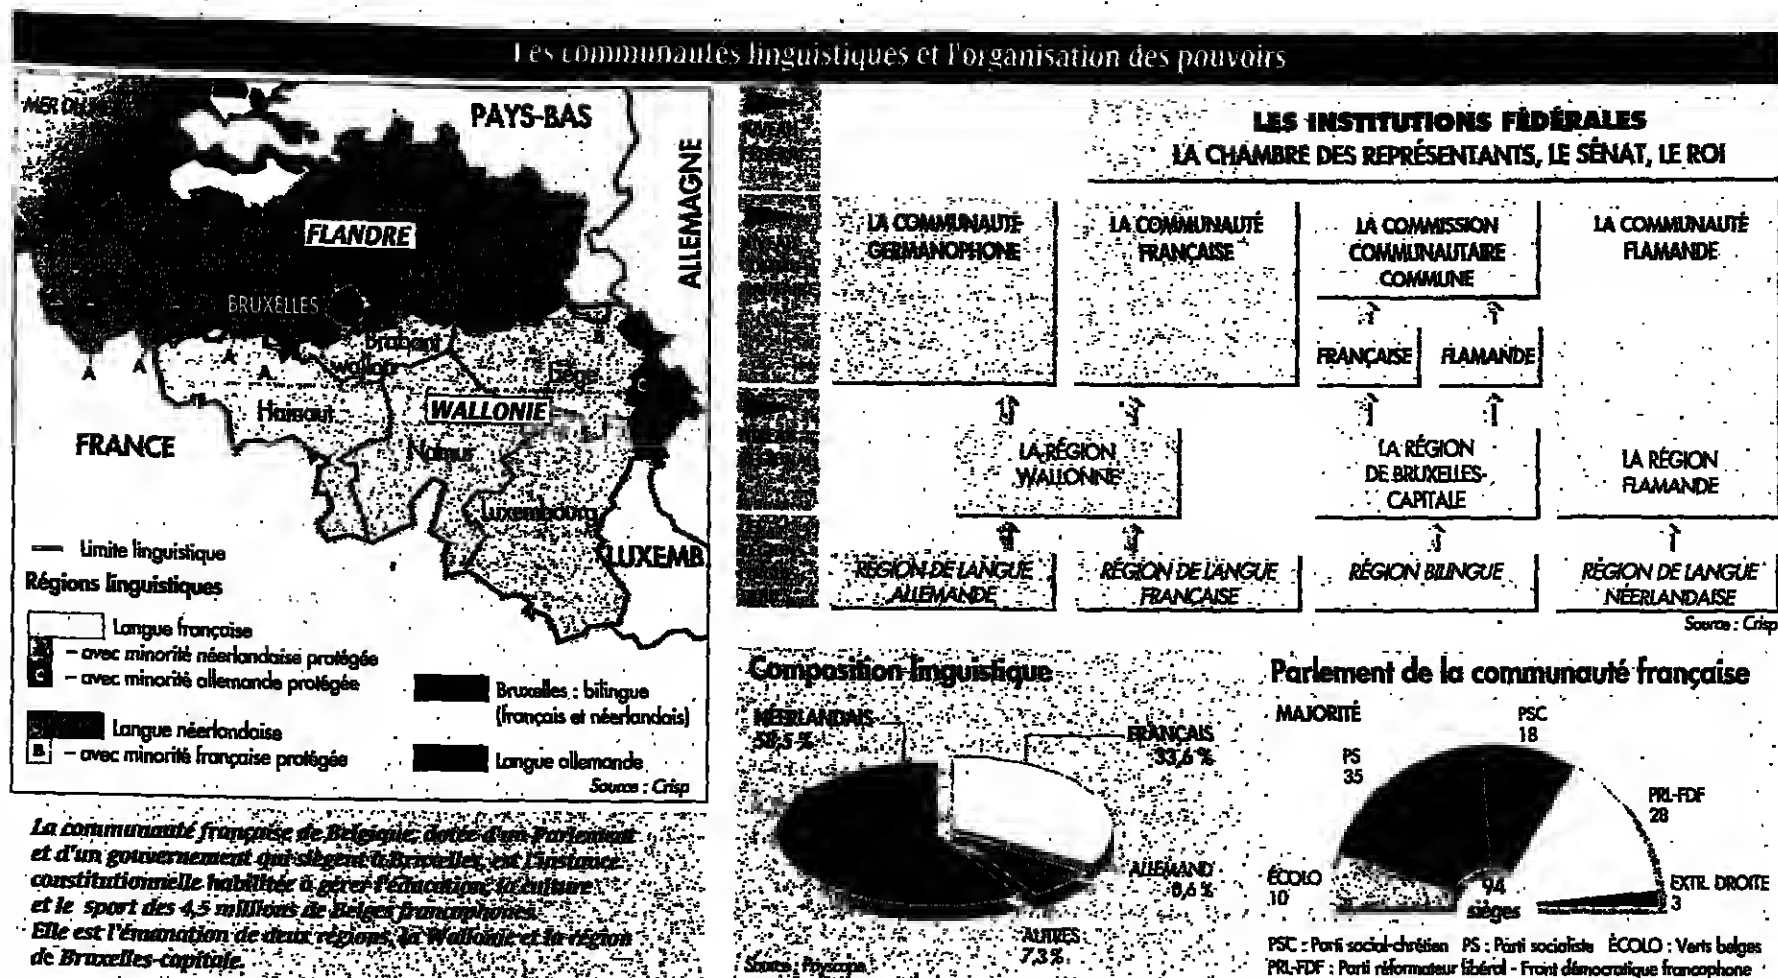 Les communautés linguistiques et l'organisation des pouvoirs
MER DU
PAYS-BAS
ALLEMAGNE
FLANDRE
BRUXELLES
Brabant
wallon
Liège
A
A
A
A
B
C
Hainaut
WALLONIE
FRANCE
Namur
Luxembourg
LUXEMB.
Limite linguistique
Régions linguistiques
Langue française
– avec minorité néerlandaise protégée
C – avec minorité allemande protégée
Langue néerlandaise
B – avec minorité française protégée
Bruxelles : bilingue
(français et néerlandais)
Langue allemande
Source : Crisp
La communauté française de Belgique, dotée d'un Parlement
et d'un gouvernement qui siègent à Bruxelles, est l'instance
constitutionnelle habilitée à gérer l'éducation, la culture
et le sport des 4,5 millions de Belges francophones.
Elle est l'émanation de deux régions, la Wallonie et la région
de Bruxelles-capitale.
LES INSTITUTIONS FÉDÉRALES
LA CHAMBRE DES REPRÉSENTANTS, LE SÉNAT, LE ROI
LA COMMUNAUTÉ
GERMANOPHONE
LA COMMUNAUTÉ
FRANÇAISE
LA COMMISSION
COMMUNAUTAIRE
COMMUNE
LA COMMUNAUTÉ
FLAMANDE
FRANÇAISE
FLAMANDE
LA RÉGION
WALLONNE
LA RÉGION
DE BRUXELLES-
CAPITALE
LA RÉGION
FLAMANDE
RÉGION DE LANGUE
ALLEMANDE
RÉGION DE LANGUE
FRANÇAISE
RÉGION BILINGUE
RÉGION DE LANGUE
NÉERLANDAISE
Source : Crisp
Composition linguistique
NÉERLANDAIS
58,5 %
FRANÇAIS
33,6 %
ALLEMAND
0,6 %
AUTRES
7,3 %
Source :
Parlement de la communauté française
MAJORITÉ
PSC
18
PS
35
PRL-FDF
28
ÉCOLO
10
94
sièges
EXTR. DROITE
3
PSC : Parti social-chrétien PS : Parti socialiste ÉCOLO : Verts belges
PRL-FDF : Parti réformateur libéral - Front démocratique francophone